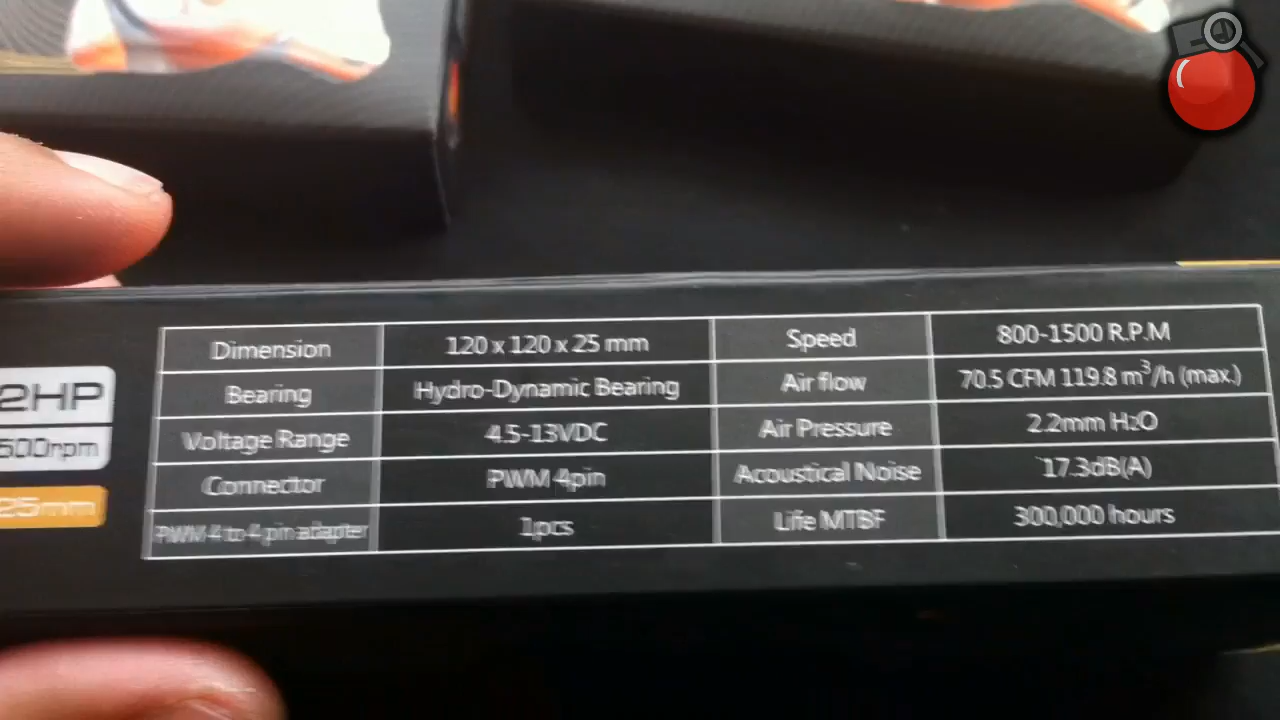 2HP
500rpm
25mm
Dimension 120 x 120 x 25 mm Speed 800-1500 R.P.M
Bearing Hydro-Dynamic Bearing Air flow 70.5 CFM 119.8 m³/h (max.)
Voltage Range 4.5-13VDC Air Pressure 2.2mm H₂O
Connector PWM 4pin Acoustical Noise 17.3dB(A)
PWM 4 to 4 pin adapter 1pcs Life MTBF 300,000 hours